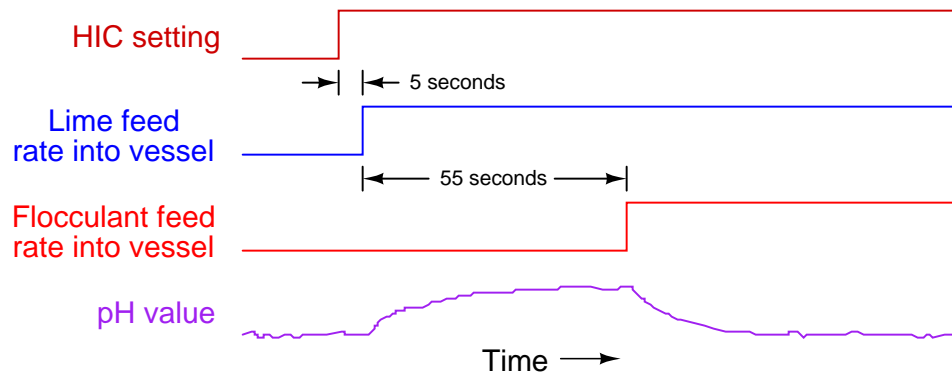 HIC setting
5 seconds
Lime feed
rate into vessel
55 seconds
Flocculant feed
rate into vessel
pH value
Time